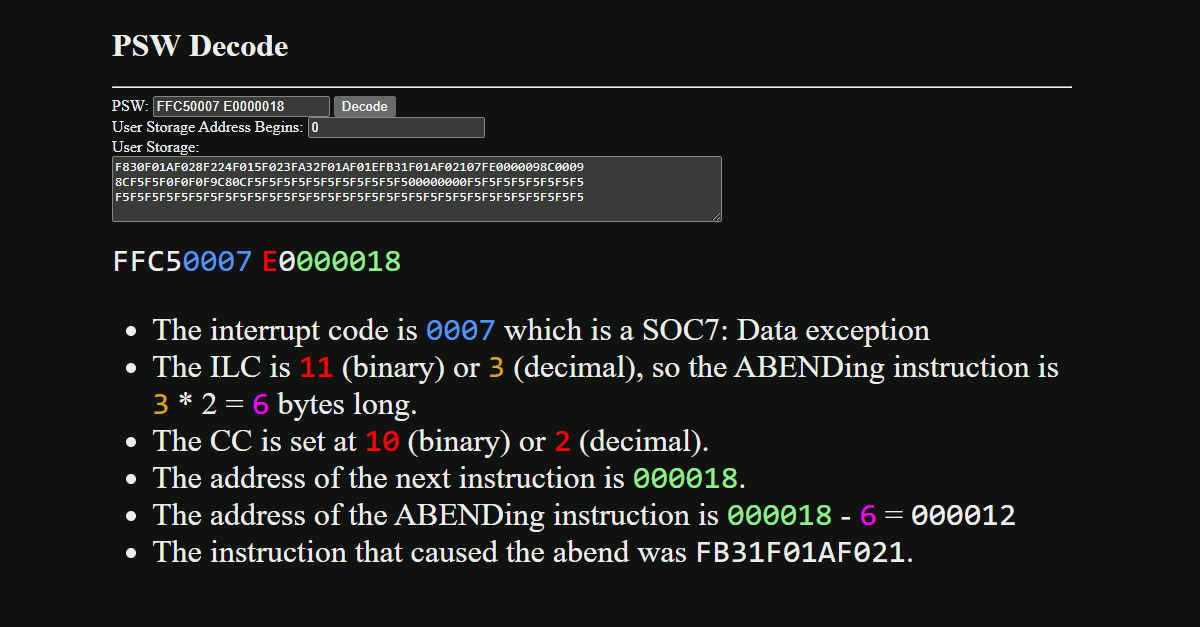 PSW Decode
PSW: FFC50007 E0000018 Decode
User Storage Address Begins: 0
User Storage:
F830F01AF028F224F015F023FA32F01AF01EFB31F01AF02107FE0000098C0009
8CF5F5F0F0F0F9C80CF5F5F5F5F5F5F5F5F5F5F500000000F5F5F5F5F5F5F5F5
F5F5F5F5F5F5F5F5F5F5F5F5F5F5F5F5F5F5F5F5F5F5F5F5F5F5F5F5F5F5F5F5
FFC50007 E0000018
• The interrupt code is 0007 which is a SOC7: Data exception
• The ILC is 11 (binary) or 3 (decimal), so the ABENDing instruction is
3 * 2 = 6 bytes long.
• The CC is set at 10 (binary) or 2 (decimal).
• The address of the next instruction is 000018.
• The address of the ABENDing instruction is 000018 - 6 = 000012
• The instruction that caused the abend was FB31F01AF021.